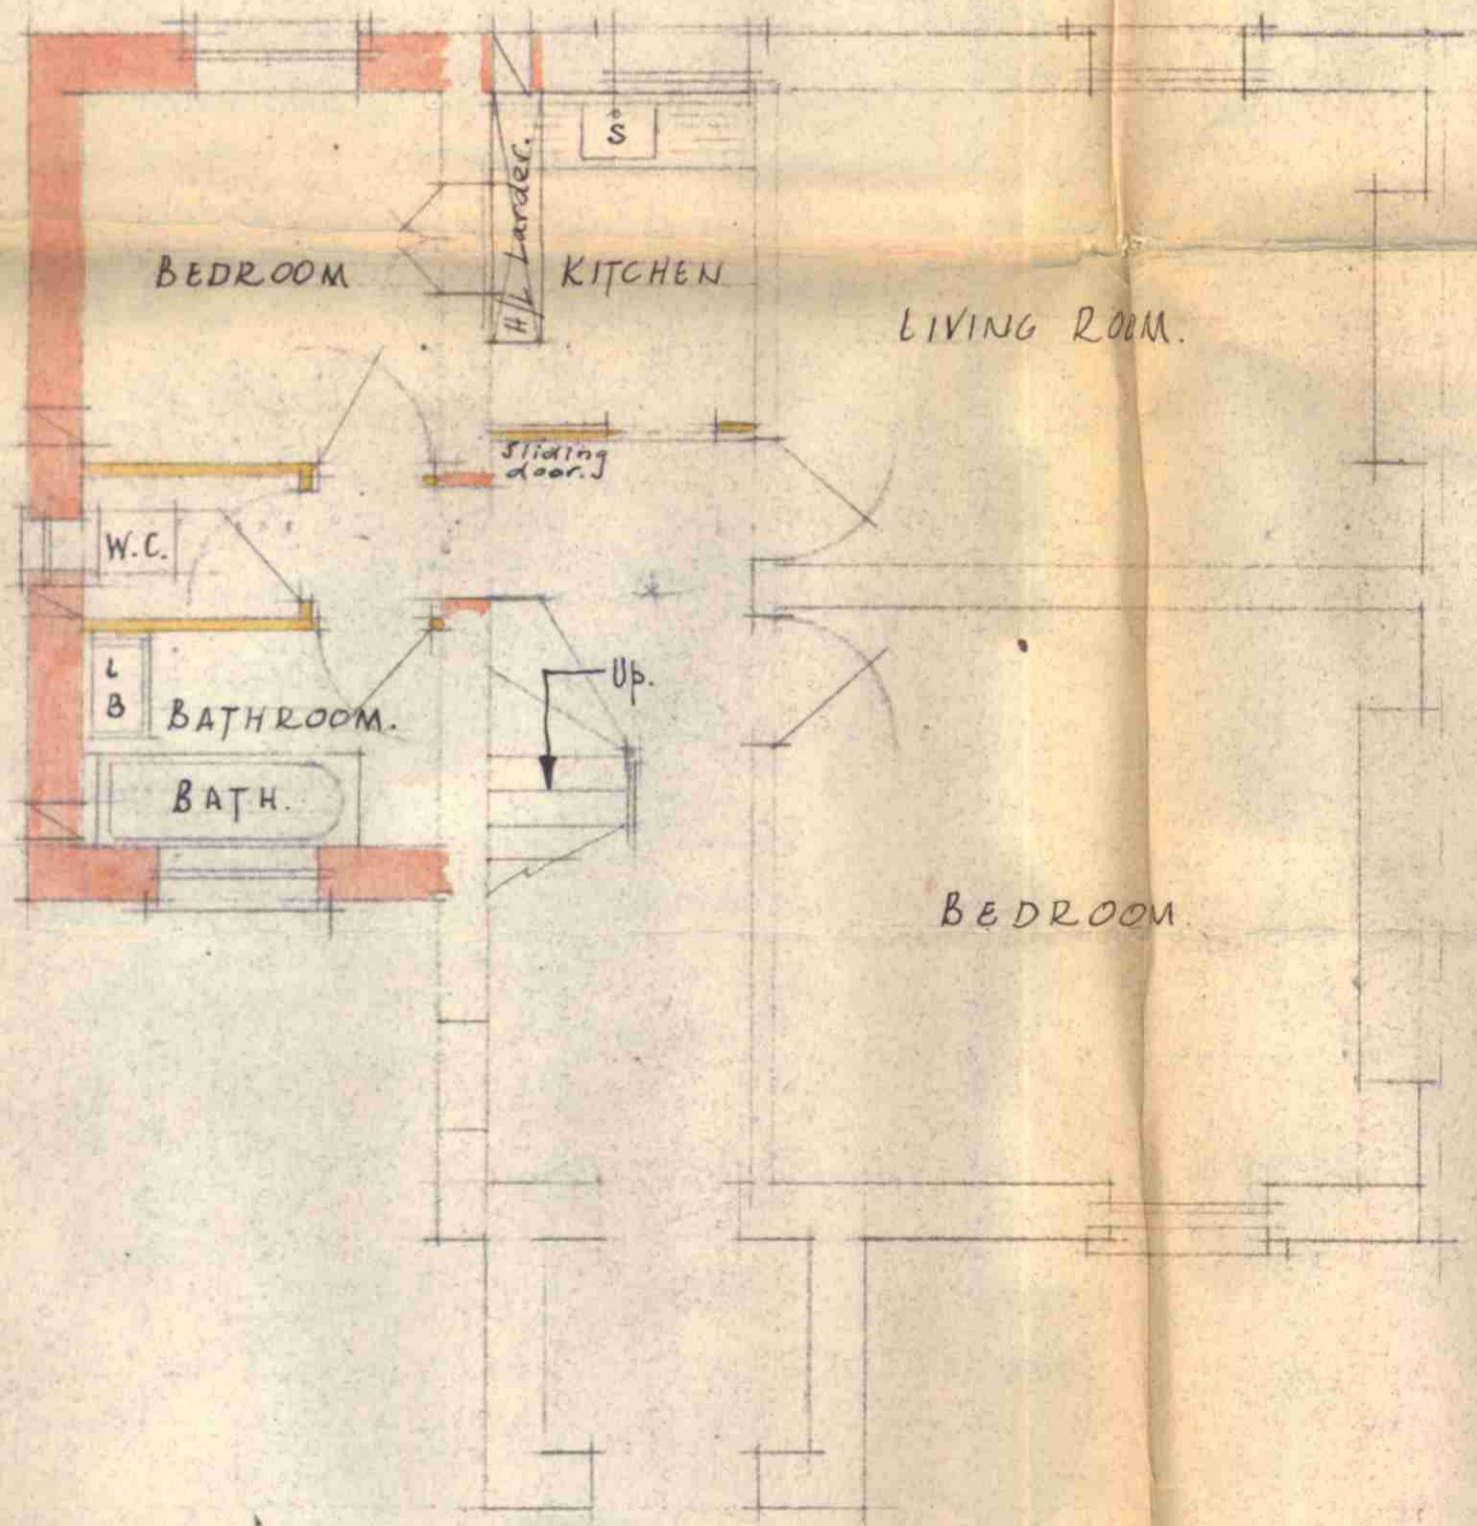 S
H/L Larder.
BEDROOM
KITCHEN
LIVING ROOM.
Sliding
door.
W.C.
Up.
L
B
BATHROOM.
BATH.
BEDROOM.